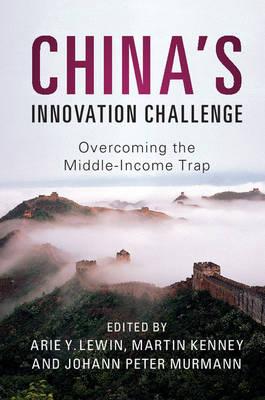 CHINA'S
INNOVATION CHALLENGE
Overcoming the
Middle-Income Trap
EDITED BY
ARIE Y. LEWIN, MARTIN KENNEY
AND JOHANN PETER MURMANN